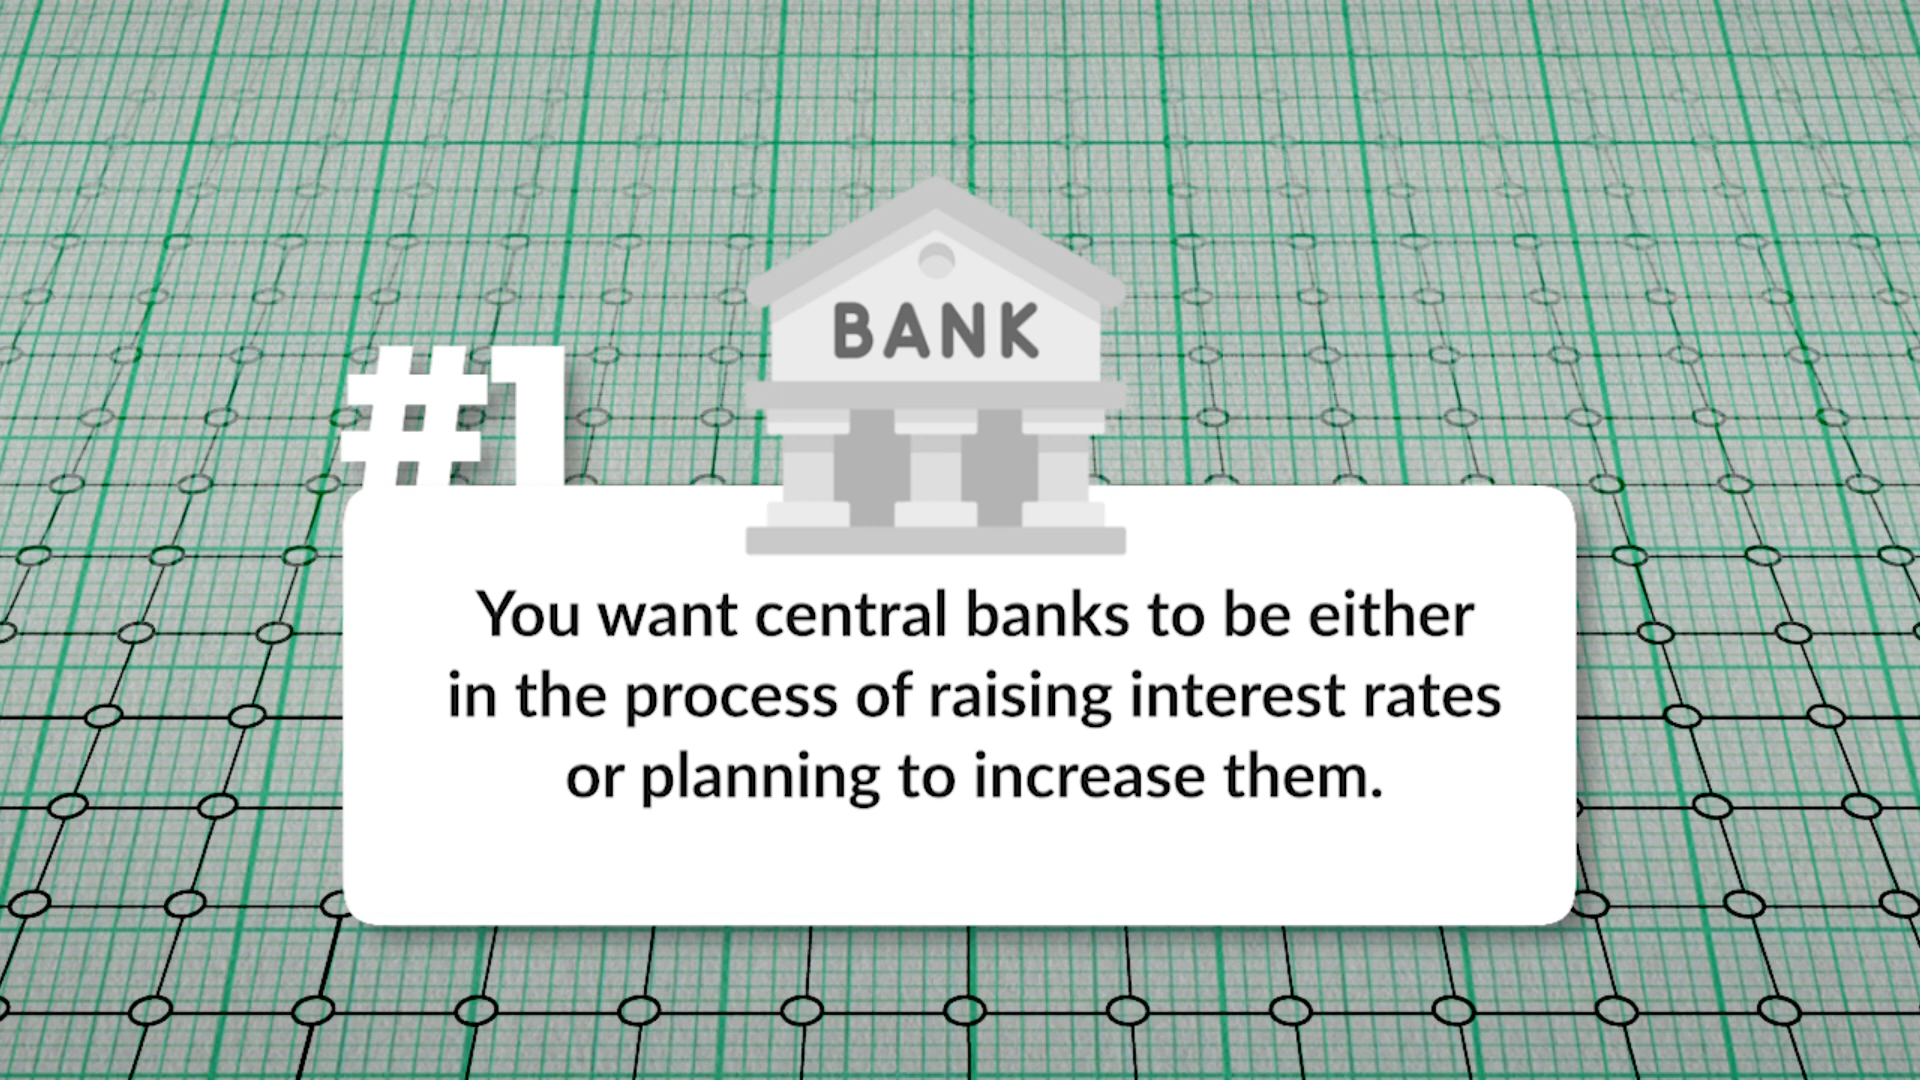 BANK
#1
You want central banks to be either
in the process of raising interest rates
or planning to increase them.